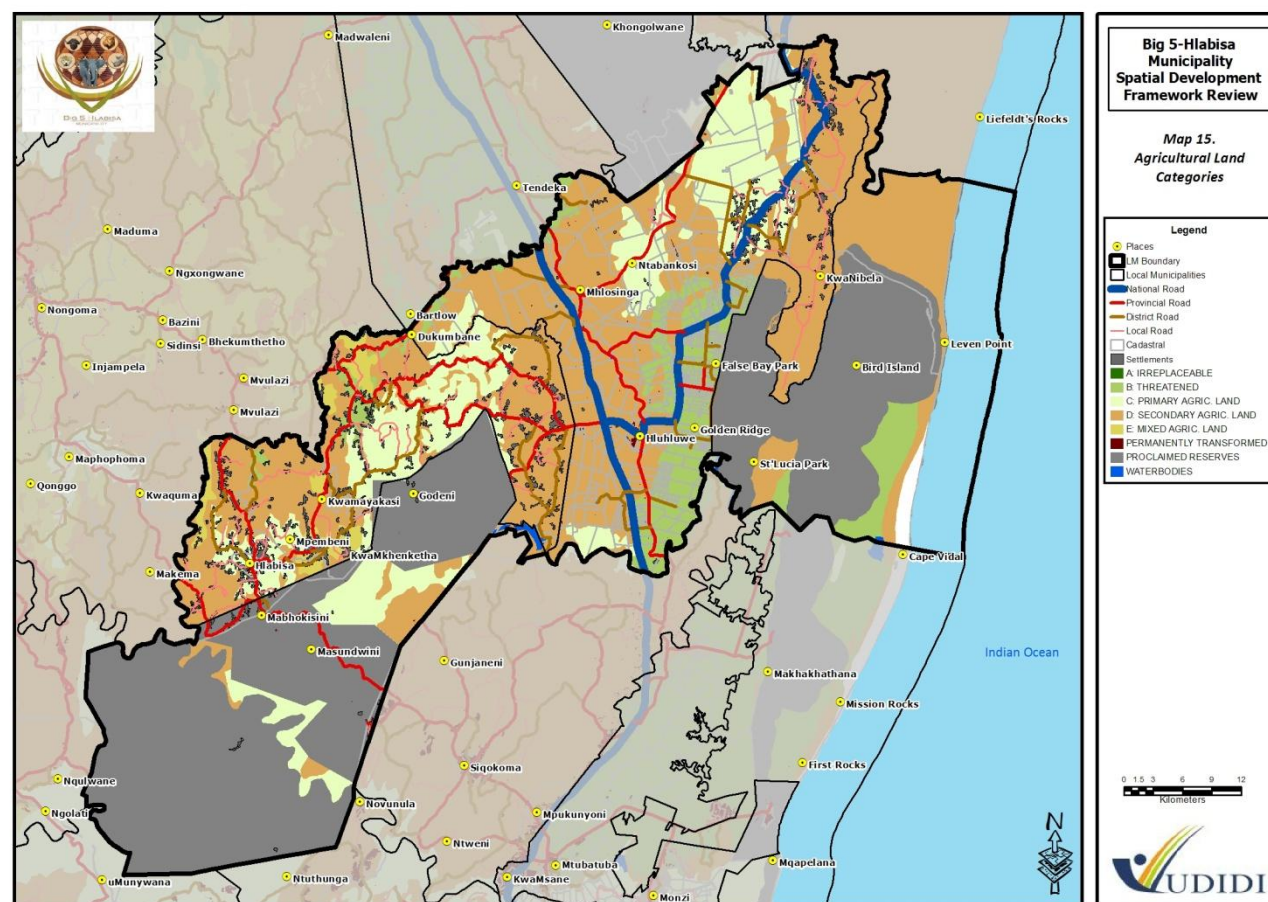 BIG 5-HLABISA
MUNICIPALITY
Khongolwane
Madwaleni
Liefeldt's Rocks
Tendeka
Maduma
Ngxongwane
Ntabankosi
KwaNibela
Mhlosinga
Nongoma
Bazini
Bartlow
Sidinsi
Bhekumthetho
Dukumbane
Leven Point
Injampela
Mvulazi
False Bay Park
Bird Island
Mvulazi
Golden Ridge
Hluhluwe
Maphophoma
St'Lucia Park
Qonggo
Kwaquma
Kwamayakasi
Godeni
Mpembeni
KwaMkhenketha
Cape Vidal
Makema
Hlabisa
Mabhokisini
Masundwini
Gunjaneni
Indian Ocean
Makhakhathana
Mission Rocks
Siqokoma
First Rocks
Nqulwane
Novunula
Ngolati
Mpukunyoni
Ntweni
Mtubatuba
Mqapelana
uMunywana
Ntuthunga
KwaMsane
Monzi
N
Big 5-Hlabisa
Municipality
Spatial Development
Framework Review
Map 15.
Agricultural Land
Categories
Legend
Places
LM Boundary
Local Municipalities
National Road
Provincial Road
District Road
Local Road
Cadastral
Settlements
A: IRREPLACEABLE
B: THREATENED
C: PRIMARY AGRIC. LAND
D: SECONDARY AGRIC. LAND
E: MIXED AGRIC. LAND
PERMANENTLY TRANSFORMED
PROCLAIMED RESERVES
WATERBODIES
0 1.5 3 6 9 12
Kilometers
VUDIDI